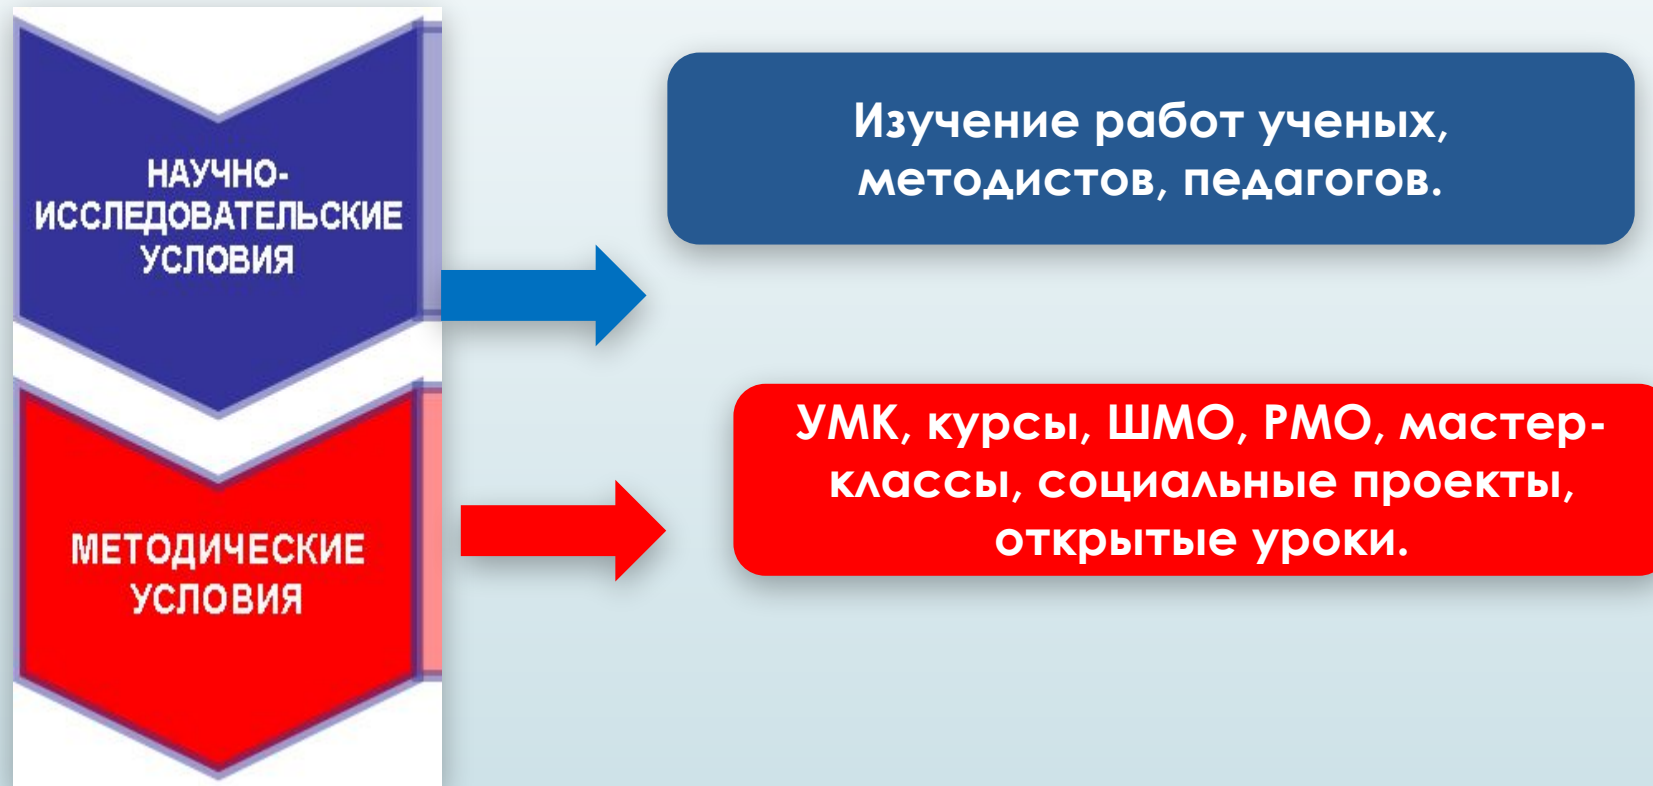 НАУЧНО-
ИССЛЕДОВАТЕЛЬСКИЕ
УСЛОВИЯ
Изучение работ ученых,
методистов, педагогов.
МЕТОДИЧЕСКИЕ
УСЛОВИЯ
УМК, курсы, ШМО, РМО, мастер-
классы, социальные проекты,
открытые уроки.